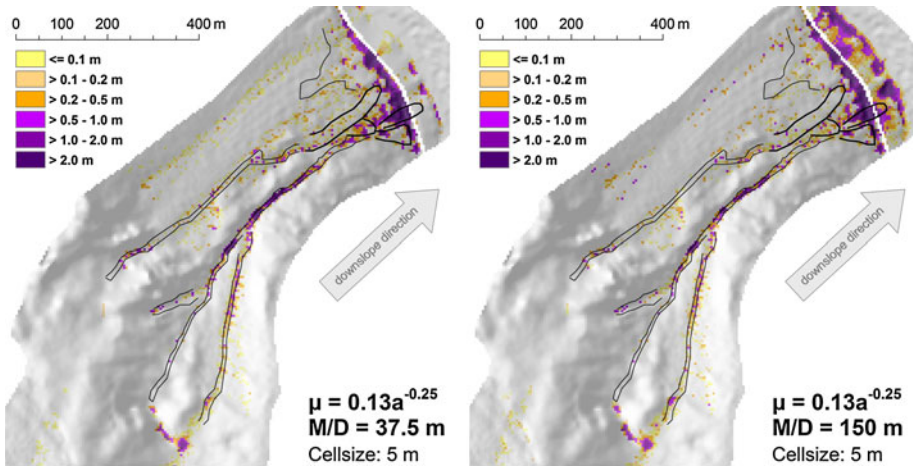 0 100 200 400 m
<= 0.1 m
> 0.1 - 0.2 m
> 0.2 - 0.5 m
> 0.5 - 1.0 m
> 1.0 - 2.0 m
> 2.0 m
downslope direction
µ = 0.13a^-0.25
M/D = 37.5 m
Cellsize: 5 m
0 100 200 400 m
<= 0.1 m
> 0.1 - 0.2 m
> 0.2 - 0.5 m
> 0.5 - 1.0 m
> 1.0 - 2.0 m
> 2.0 m
downslope direction
µ = 0.13a^-0.25
M/D = 150 m
Cellsize: 5 m